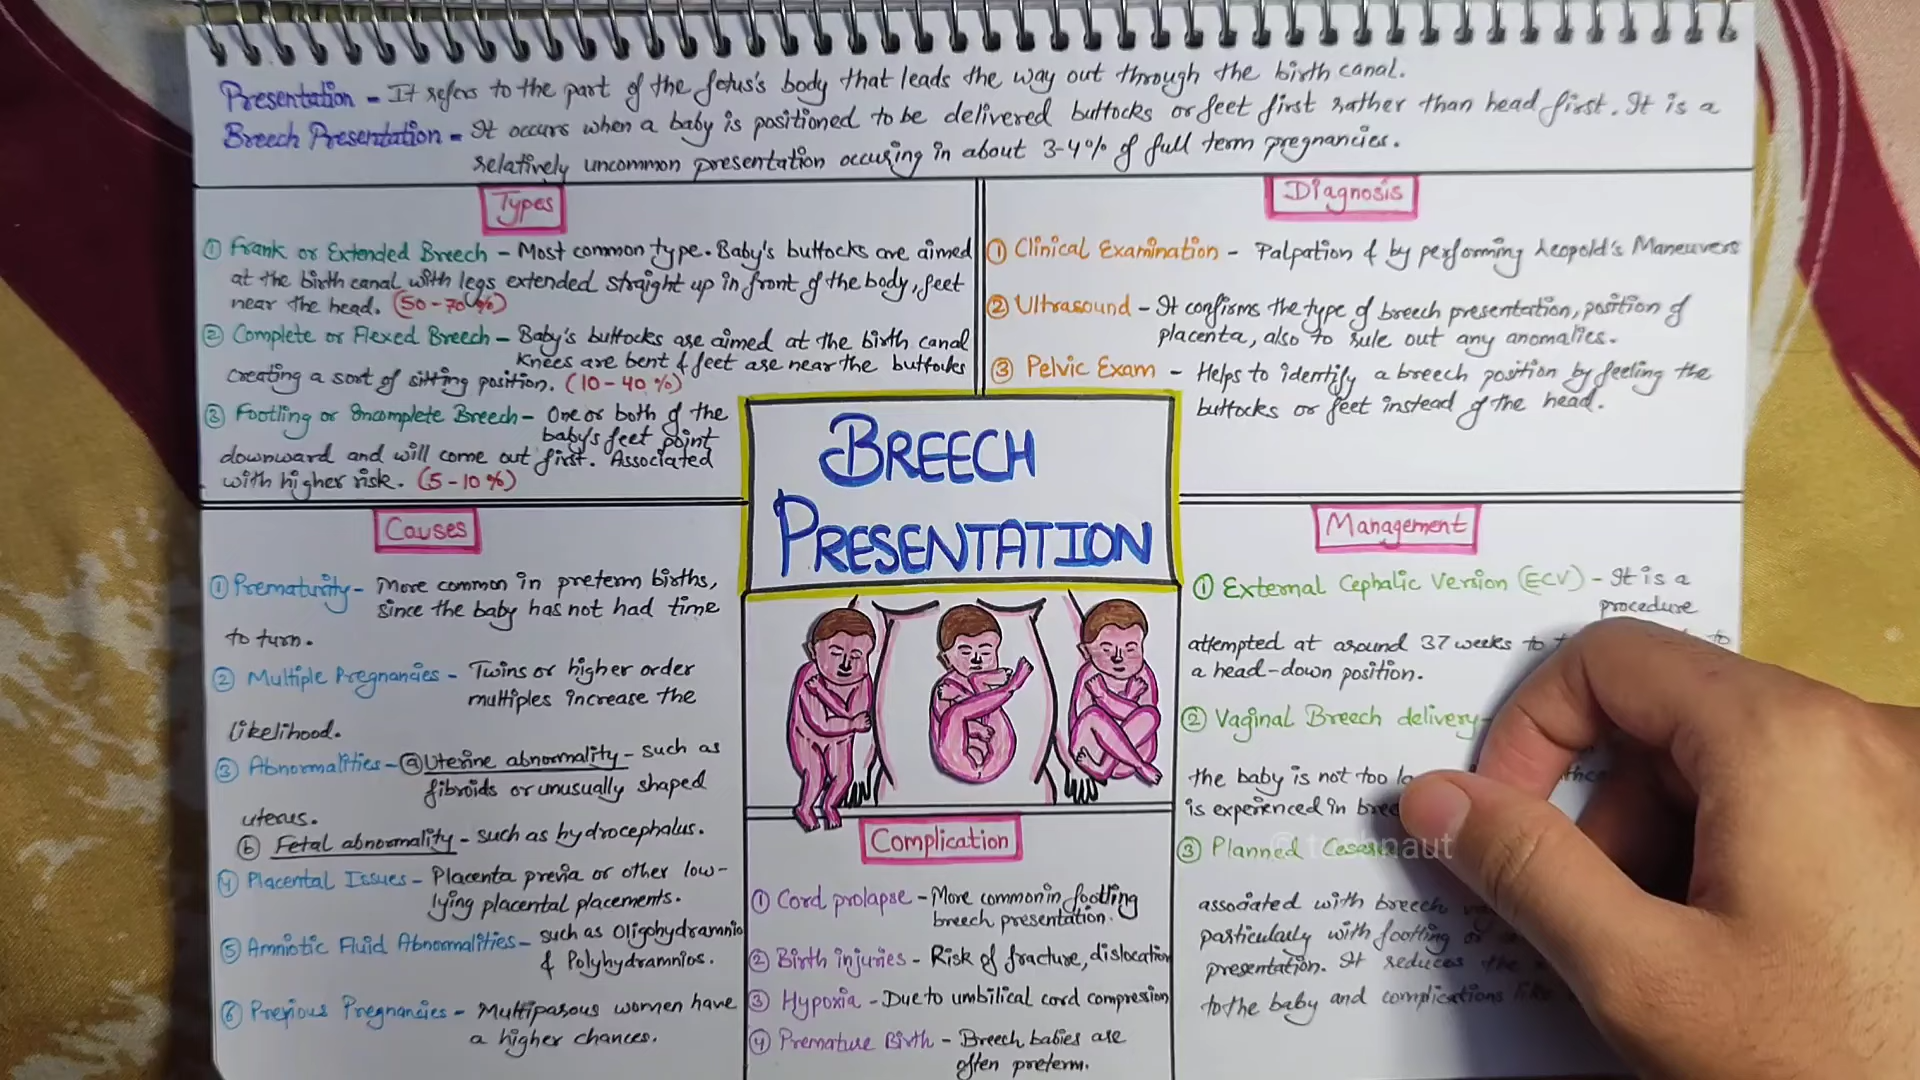 Presentation - It refers to the part of the fetus's body that leads the way out through the birth canal.
Breech Presentation - It occurs when a baby is positioned to be delivered buttocks or feet first rather than head first. It is a
relatively uncommon presentation occuring in about 3-4% of full term pregnancies.
Types
① Frank or Extended Breech - Most common type. Baby's buttocks are aimed
at the birth canal with legs extended straight up in front of the body, feet
near the head. (50-70%)
② Complete or Flexed Breech - Baby's buttocks are aimed at the birth canal
Knees are bent & feet are near the buttocks
creating a sort of sitting position. (10-40%)
③ Footling or Incomplete Breech - One or both of the
baby's feet point
downward and will come out first. Associated
with higher risk. (5-10%)
Diagnosis
① Clinical Examination - Palpation & by performing Leopold's Maneuvers
② Ultrasound - It confirms the type of breech presentation, position of
placenta, also to rule out any anomalies.
③ Pelvic Exam - Helps to identify a breech position by feeling the
buttocks or feet instead of the head.
BREECH
PRESENTATION
Causes
① Prematurity - More common in preterm births,
since the baby has not had time
to turn.
② Multiple Pregnancies - Twins or higher order
multiples increase the
likelihood.
③ Abnormalities - ⓐ Uterine abnormality - such as
fibroids or unusually shaped
uterus.
ⓑ Fetal abnormality - such as hydrocephalus.
④ Placental Issues - Placenta previa or other low-
lying placental placements.
⑤ Amniotic Fluid Abnormalities - such as Oligohydramnio
& Polyhydramnios.
⑥ Previous Pregnancies - Multiparous women have
a higher chances.
Complication
① Cord prolapse - More common in footling
breech presentation.
② Birth injuries - Risk of fracture, dislocation
③ Hypoxia - Due to umbilical cord compression
④ Premature Birth - Breech babies are
often preterm.
Management
① External Cephalic Version (ECV) - It is a
procedure
attempted at around 37 weeks to
a head-down position.
② Vaginal Breech delivery -
the baby is not too
is experienced in
③ Planned
associated with breech
particularly with footling or
presentation. It reduces the
to the baby and complications like